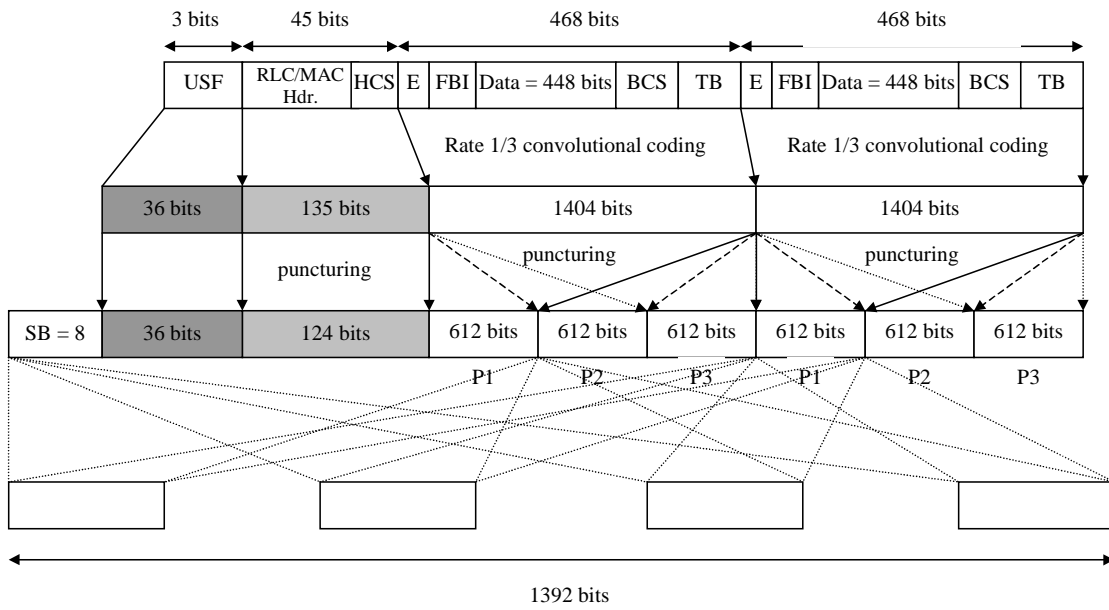 3 bits 45 bits 468 bits 468 bits
USF RLC/MAC Hdr. HCS E FBI Data = 448 bits BCS TB E FBI Data = 448 bits BCS TB
Rate 1/3 convolutional coding Rate 1/3 convolutional coding
36 bits 135 bits 1404 bits 1404 bits
puncturing puncturing puncturing
SB = 8 36 bits 124 bits 612 bits 612 bits 612 bits 612 bits 612 bits 612 bits
P1 P2 P3 P1 P2 P3
1392 bits